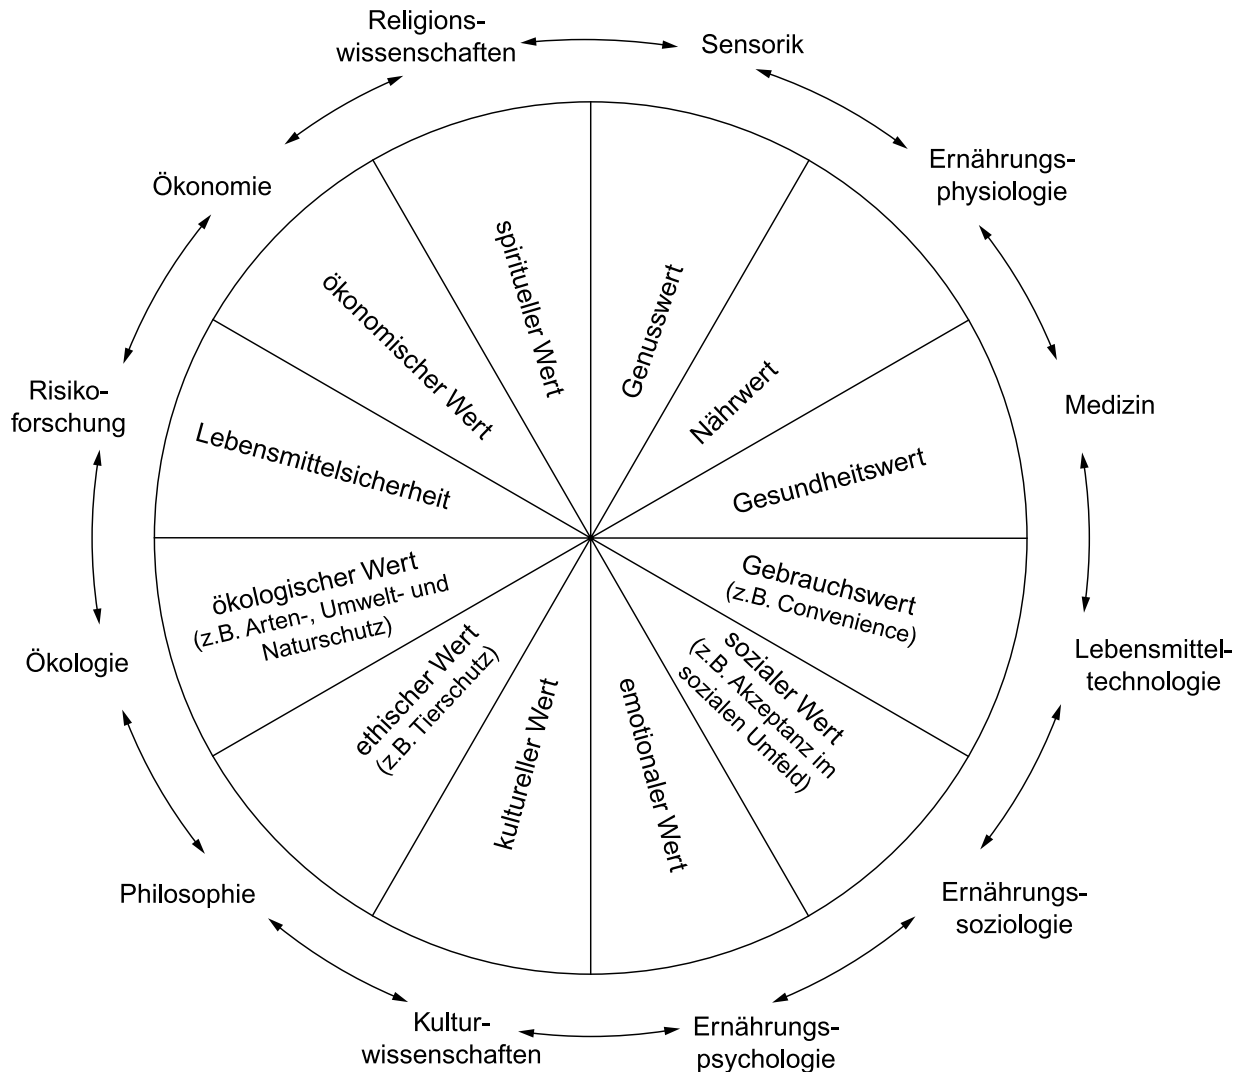 Religions-
wissenschaften
Sensorik
Ernährungs-
physiologie
Ökonomie
spiritueller Wert
Genusswert
ökonomischer Wert
Nährwert
Risiko-
forschung
Medizin
Lebensmittelsicherheit
Gesundheitswert
ökologischer Wert
(z.B. Arten-, Umwelt- und
Naturschutz)
Gebrauchswert
(z.B. Convenience)
Ökologie
Lebensmittel-
technologie
ethischer Wert
(z.B. Tierschutz)
kultureller Wert
emotionaler Wert
sozialer Wert
(z.B. Akzeptanz im
sozialen Umfeld)
Philosophie
Ernährungs-
soziologie
Kultur-
wissenschaften
Ernährungs-
psychologie